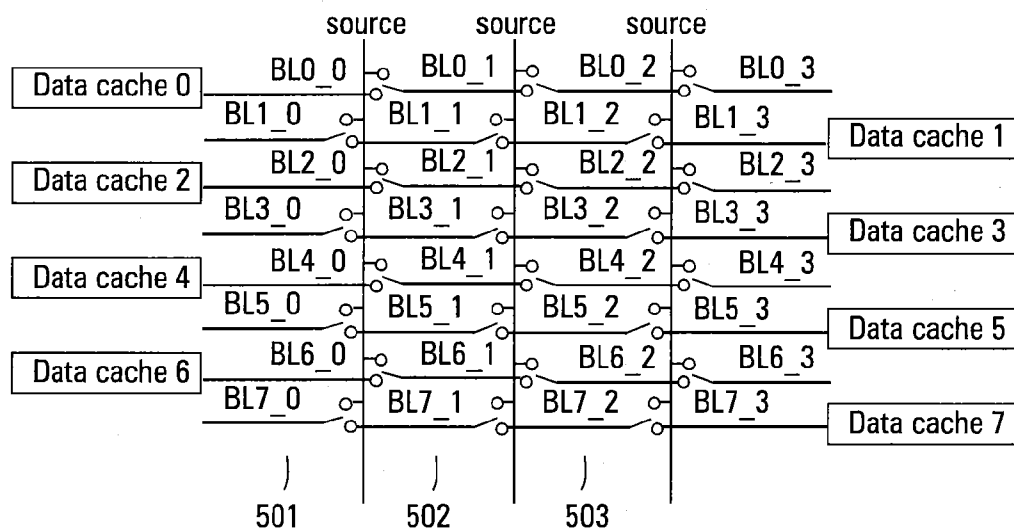 source source source
Data cache 0 BL0_0 BL0_1 BL0_2 BL0_3
BL1_0 BL1_1 BL1_2 BL1_3 Data cache 1
Data cache 2 BL2_0 BL2_1 BL2_2 BL2_3
BL3_0 BL3_1 BL3_2 BL3_3 Data cache 3
Data cache 4 BL4_0 BL4_1 BL4_2 BL4_3
BL5_0 BL5_1 BL5_2 BL5_3 Data cache 5
Data cache 6 BL6_0 BL6_1 BL6_2 BL6_3
BL7_0 BL7_1 BL7_2 BL7_3 Data cache 7
501 502 503